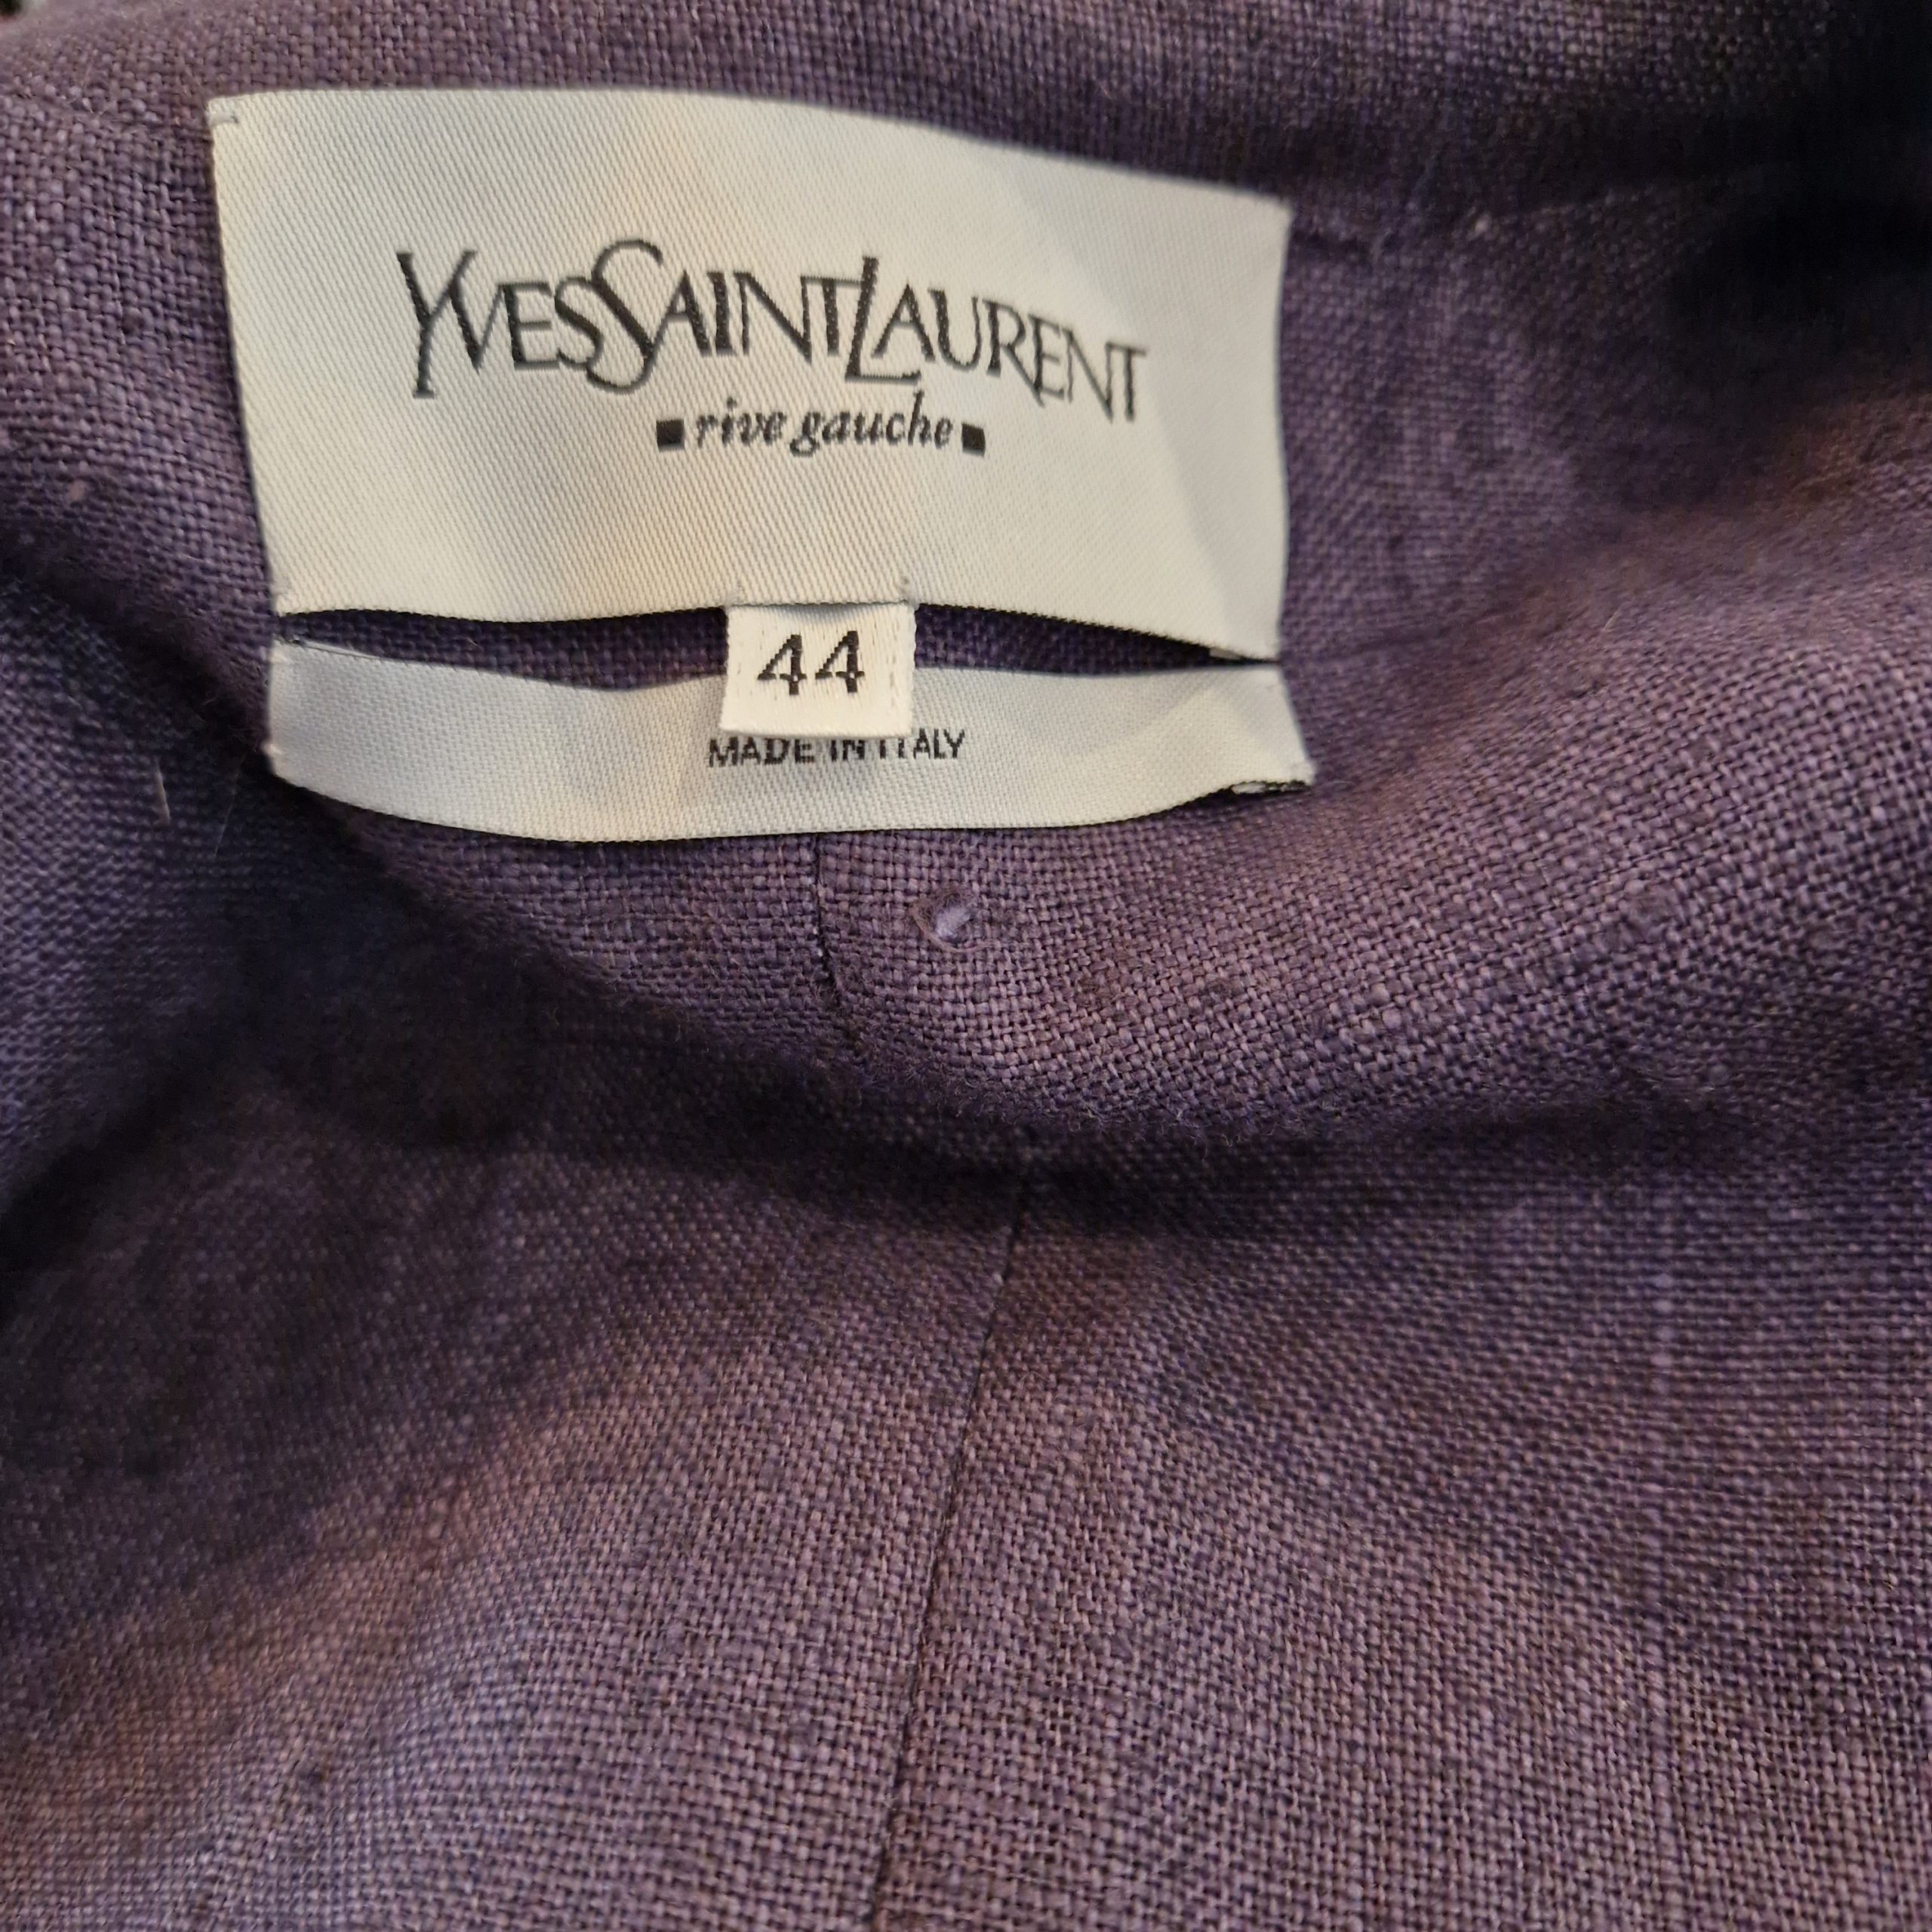 YVESSAINTLAURENT
rive gauche
44
MADE IN ITALY